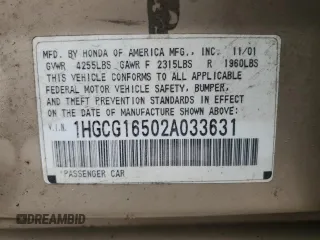 MFD. BY HONDA OF AMERICA MFG., INC. 11/01
GVWR 4255LBS GAWR F 2315LBS R 1960LBS
THIS VEHICLE CONFORMS TO ALL APPLICABLE
FEDERAL MOTOR VEHICLE SAFETY, BUMPER,
AND THEFT PREVENTION STANDARDS IN EFFECT
ON THE DATE OF MANUFACTURE SHOWN ABOVE.
V.I.N. 1HGCG16502A033631
PASSENGER CAR
DREAMBID